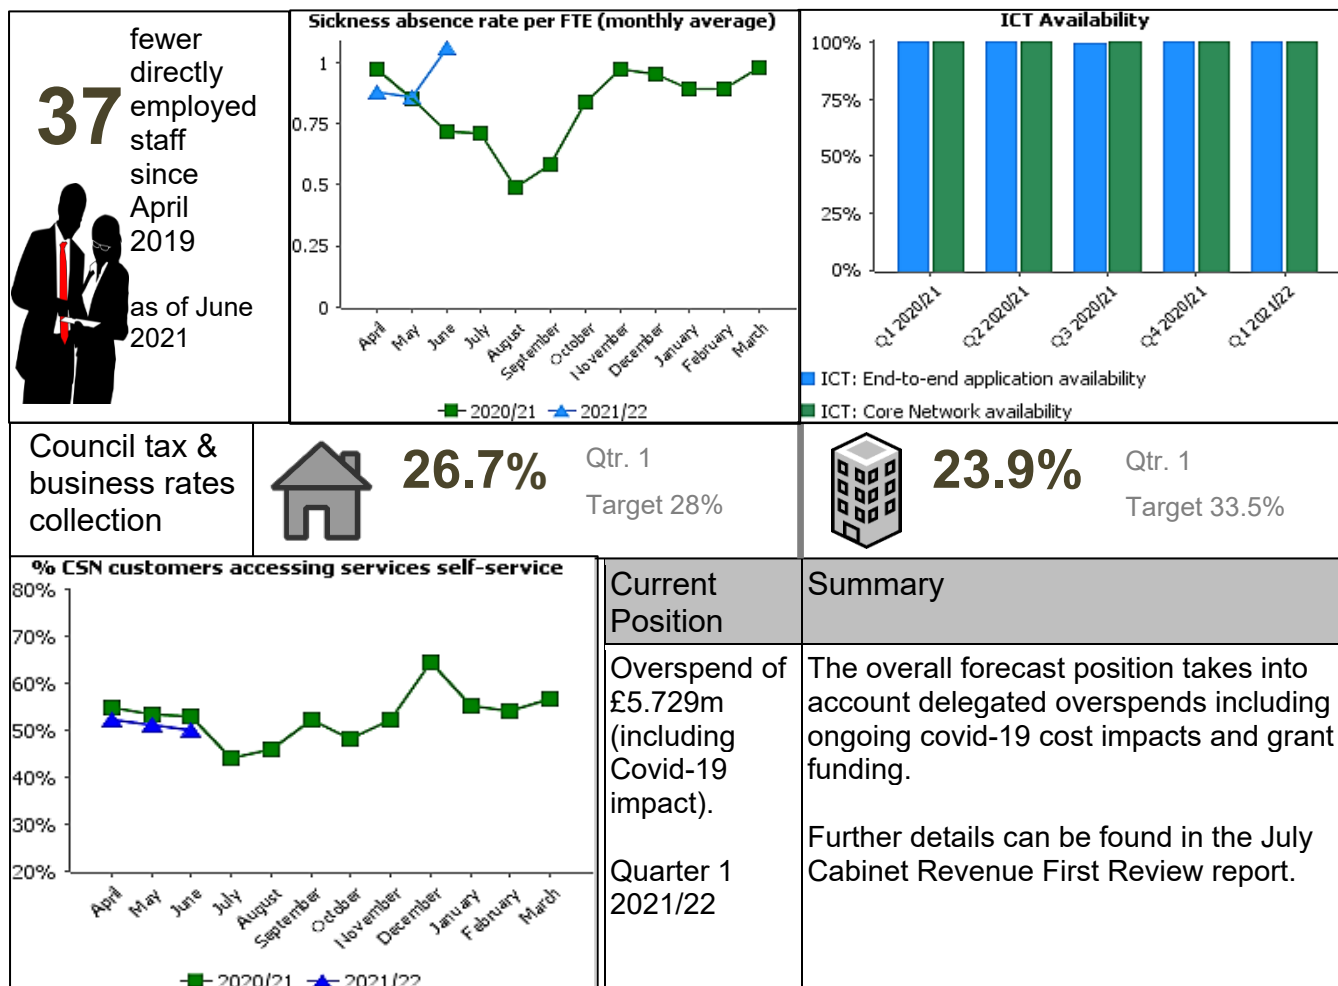 37
fewer
directly
employed
staff
since
April
2019
as of June
2021
Sickness absence rate per FTE (monthly average)
1
0.75
0.5
0.25
0
April
May
June
July
August
September
October
November
December
January
February
March
2020/21
2021/22
ICT Availability
100%
75%
50%
25%
0%
Q1 2020/21
Q2 2020/21
Q3 2020/21
Q4 2020/21
Q1 2021/22
ICT: End-to-end application availability
ICT: Core Network availability
Council tax &
business rates
collection
26.7%
Qtr. 1
Target 28%
23.9%
Qtr. 1
Target 33.5%
% CSN customers accessing services self-service
80%
70%
60%
50%
40%
30%
20%
April
May
June
July
August
September
October
November
December
January
February
March
2020/21
2021/22
Current
Position
Summary
Overspend of
£5.729m
(including
Covid-19
impact).
Quarter 1
2021/22
The overall forecast position takes into
account delegated overspends including
ongoing covid-19 cost impacts and grant
funding.
Further details can be found in the July
Cabinet Revenue First Review report.